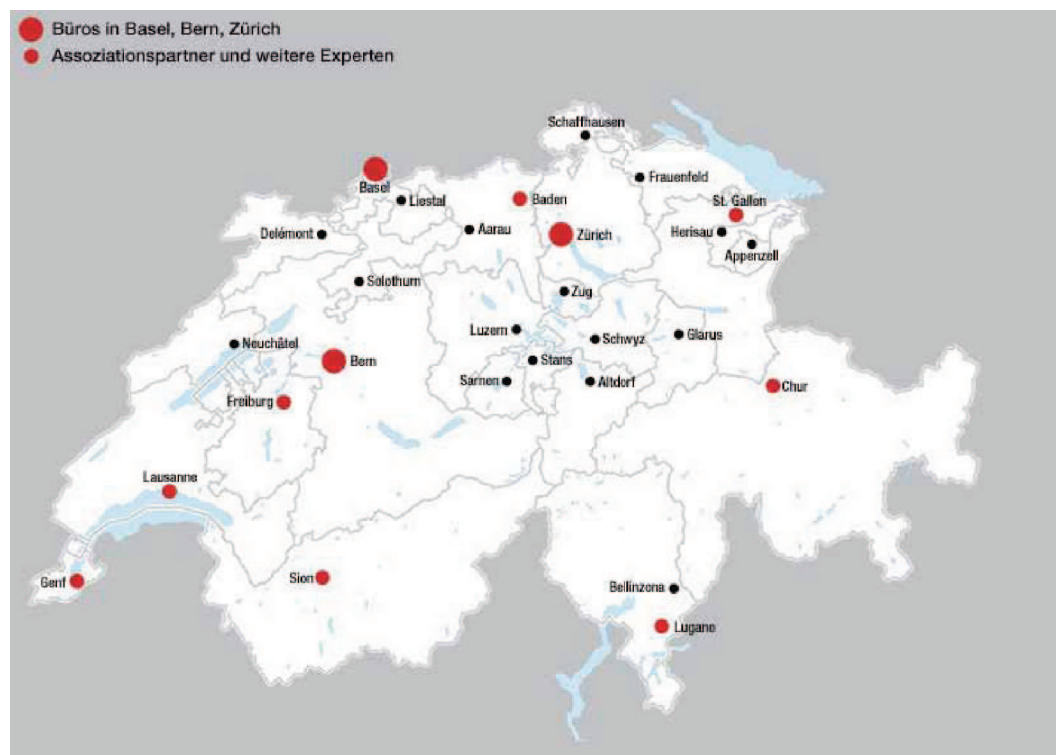 Büros in Basel, Bern, Zürich
Assoziationspartner und weitere Experten
Schaffhausen
Basel
Liestal
Baden
Frauenfeld
St. Gallen
Delémont
Aarau
Zürich
Herisau
Appenzell
Solothurn
Zug
Neuchâtel
Luzern
Schwyz
Glarus
Bern
Stans
Sarnen
Altdorf
Chur
Freiburg
Lausanne
Genf
Sion
Bellinzona
Lugano